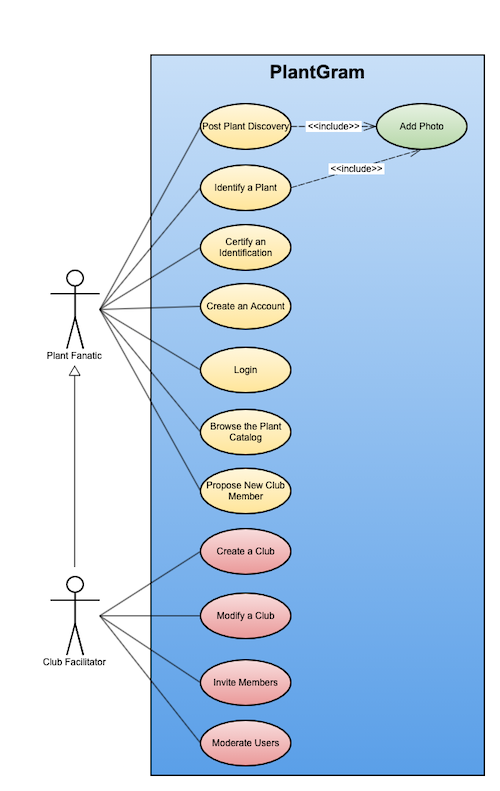 PlantGram
Post Plant Discovery
<<include>>
Add Photo
<<include>>
Identify a Plant
Certify an
Identification
Create an Account
Plant Fanatic
Login
Browse the Plant
Catalog
Propose New Club
Member
Create a Club
Modify a Club
Club Facilitator
Invite Members
Moderate Users